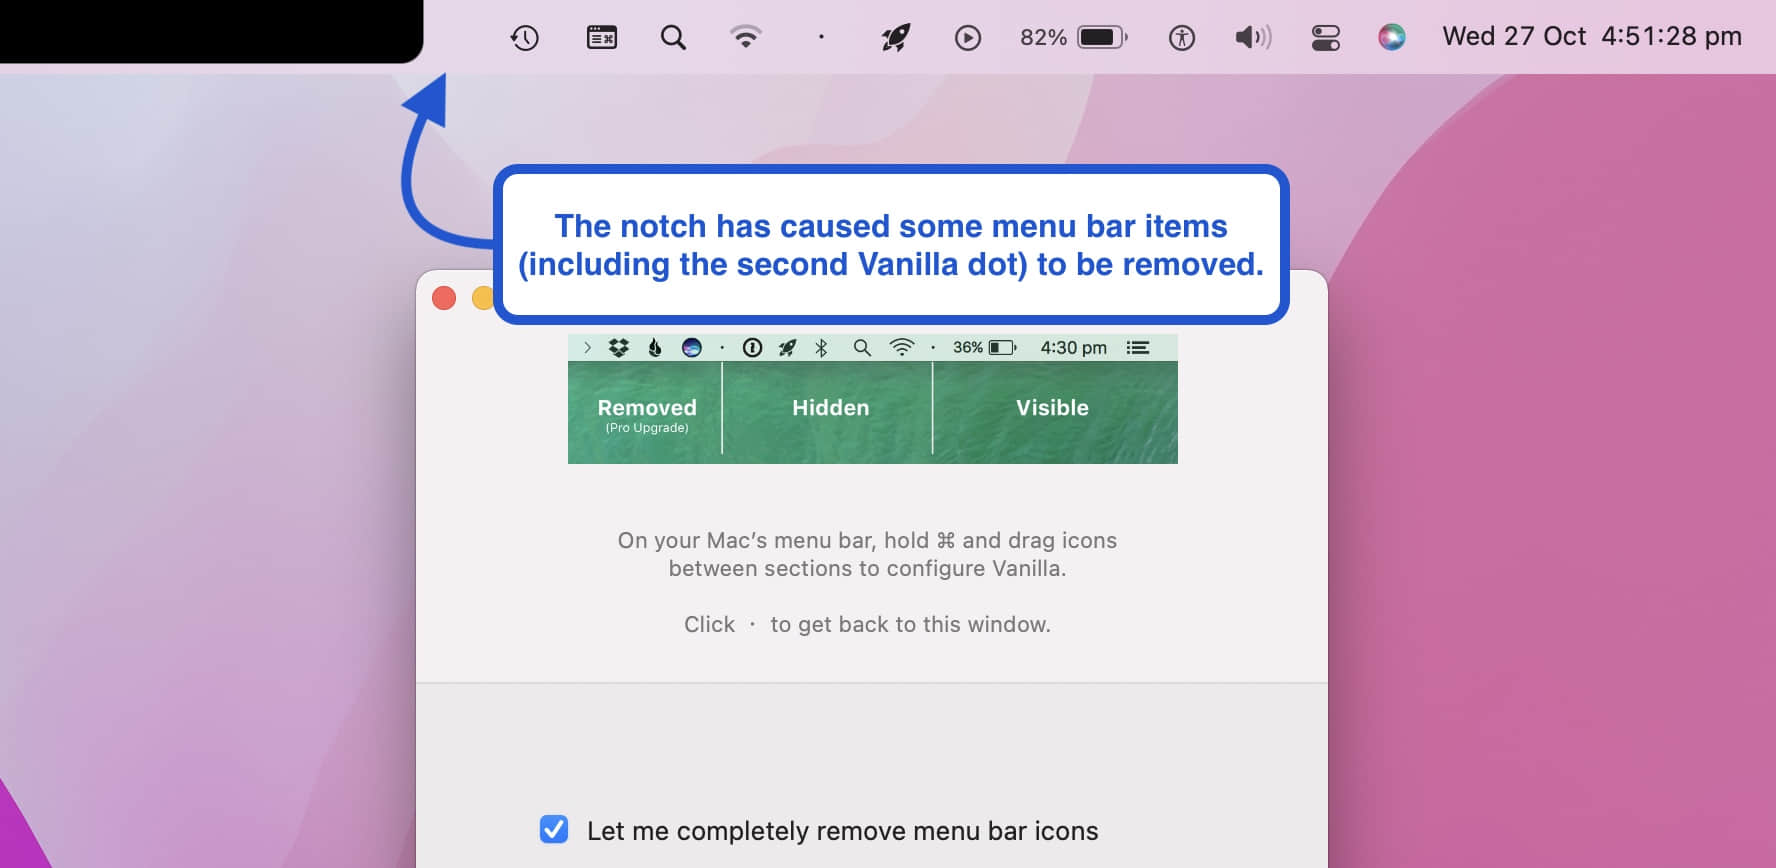 82% Wed 27 Oct 4:51:28 pm
The notch has caused some menu bar items
(including the second Vanilla dot) to be removed.
36% 4:30 pm
Removed Hidden Visible
(Pro Upgrade)
On your Mac’s menu bar, hold ⌘ and drag icons
between sections to configure Vanilla.
Click · to get back to this window.
Let me completely remove menu bar icons